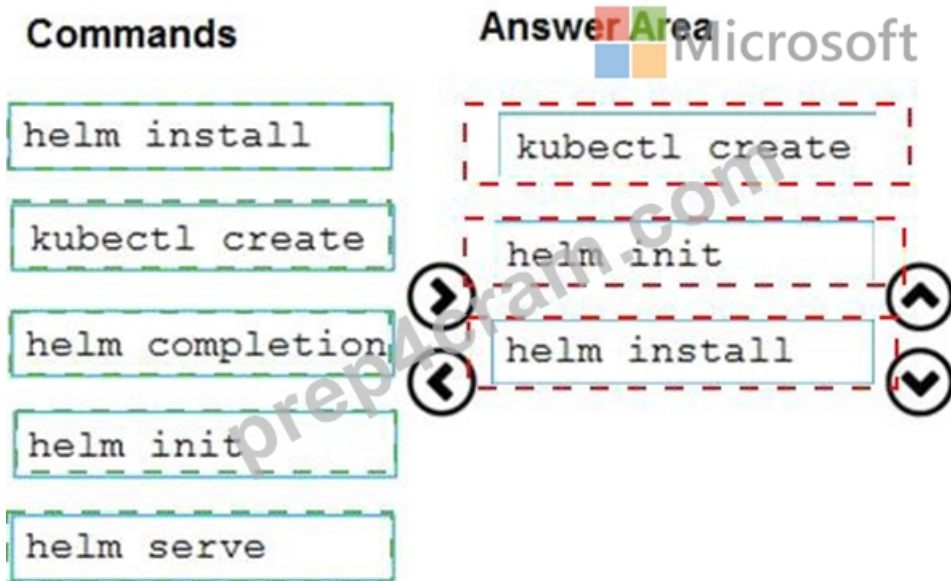 Commands
helm install
kubectl create
helm completion
helm init
helm serve
Answer Area
Microsoft
kubectl create
helm init
helm install
prep4cram.com